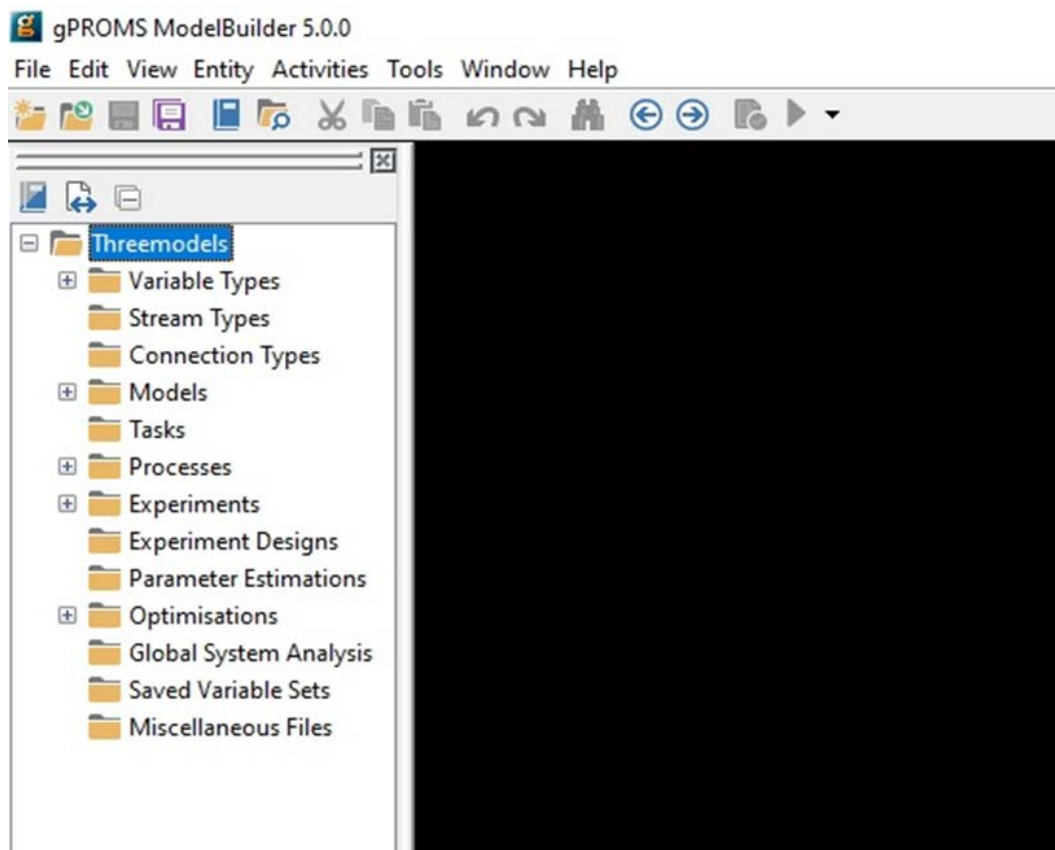 gPROMS ModelBuilder 5.0.0
File Edit View Entity Activities Tools Window Help
Threemodels
Variable Types
Stream Types
Connection Types
Models
Tasks
Processes
Experiments
Experiment Designs
Parameter Estimations
Optimisations
Global System Analysis
Saved Variable Sets
Miscellaneous Files